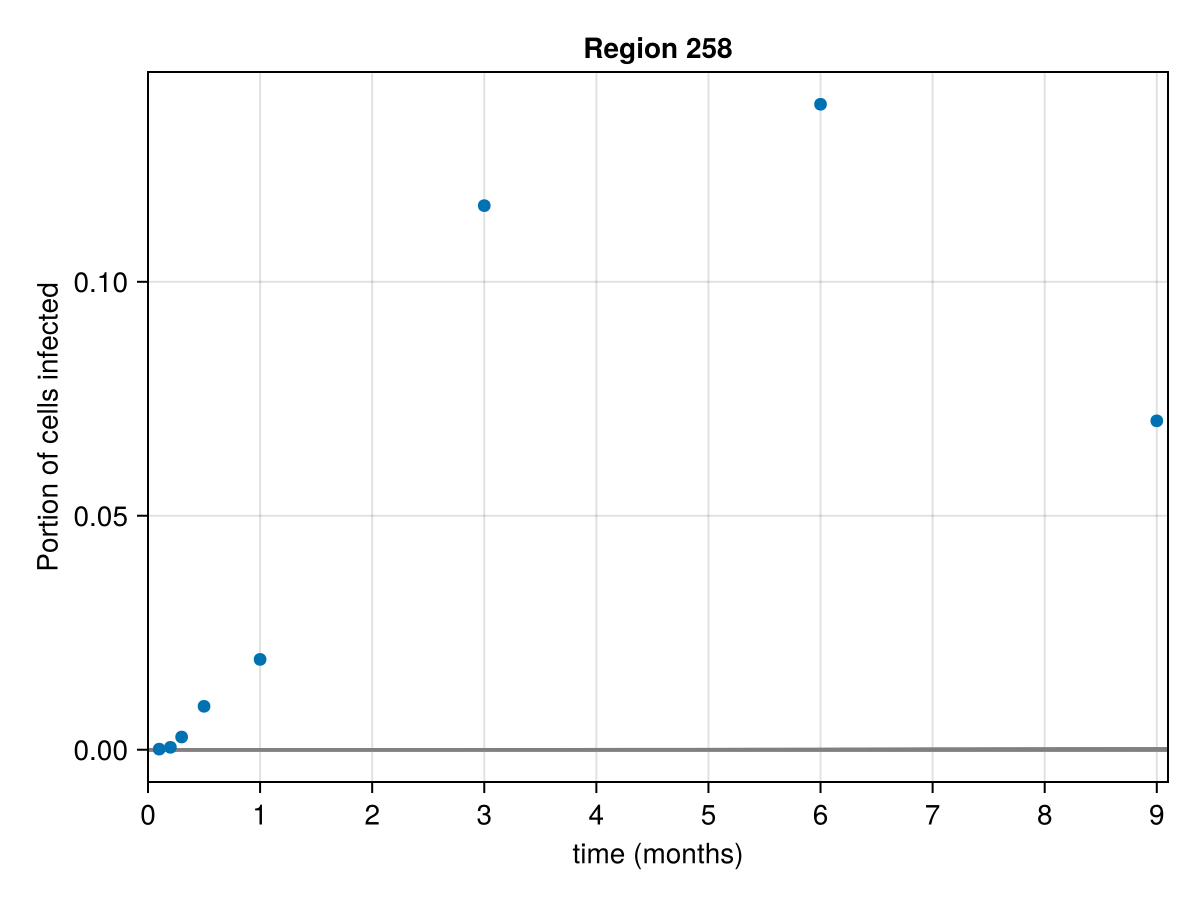 Region 258
Portion of cells infected
0.10
0.05
0.00
0 1 2 3 4 5 6 7 8 9
time (months)